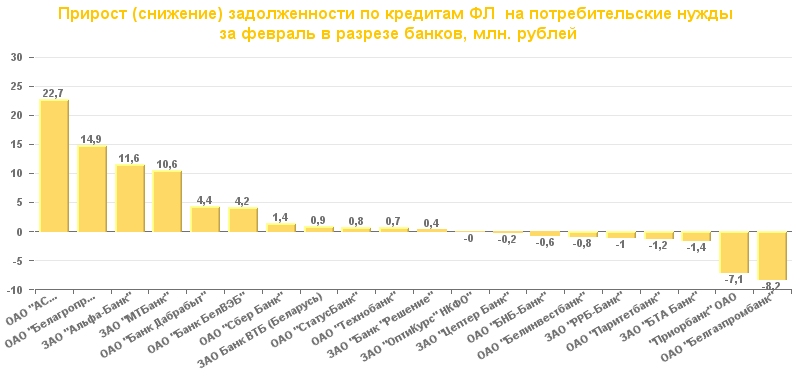 Прирост (снижение) задолженности по кредитам ФЛ на потребительские нужды
за февраль в разрезе банков, млн. рублей
30
25
20
15
10
5
0
-5
-10
22,7
14,9
11,6
10,6
4,4
4,2
1,4
0,9
0,8
0,7
0,4
-0
-0,2
-0,6
-0,8
-1
-1,2
-1,4
-7,1
-8,2
ОАО "АС...
ОАО "Белагропр...
ЗАО "Альфа-Банк"
ЗАО "МТБанк"
ОАО "Банк Дабрабыт"
ОАО "Банк БелВЭБ"
ОАО "Сбер Банк"
ЗАО Банк ВТБ (Беларусь)
ОАО "СтатусБанк"
ОАО "Технобанк"
ЗАО "Банк "Решение"
ЗАО "ОптиКурс" НКФО"
ЗАО "Цептер Банк"
ОАО "БНБ-Банк"
ОАО "Белинвестбанк"
ЗАО "РРБ-Банк"
ОАО "Паритетбанк"
ЗАО "БТА Банк"
"Приорбанк" ОАО
ОАО "Белгазпромбанк"